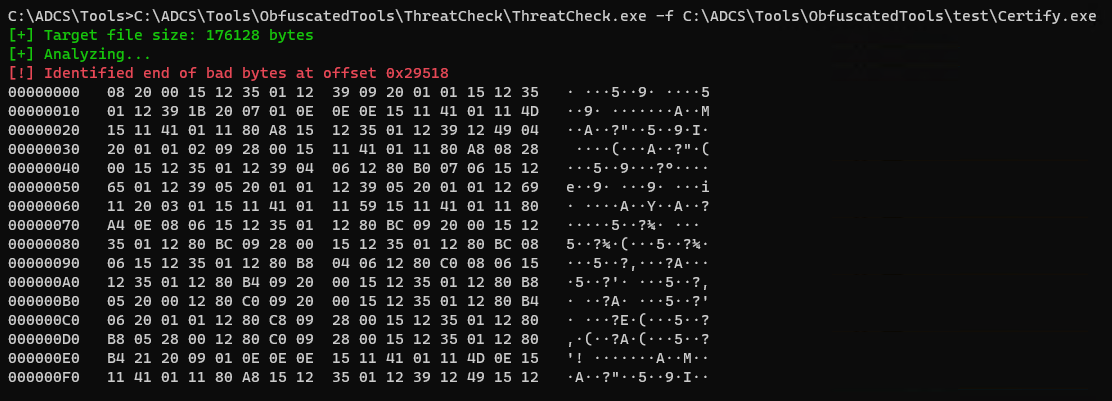 C:\ADCS\Tools>C:\ADCS\Tools\ObfuscatedTools\ThreatCheck\ThreatCheck.exe -f C:\ADCS\Tools\ObfuscatedTools\test\Certify.exe
[+] Target file size: 176128 bytes
[+] Analyzing...
[!] Identified end of bad bytes at offset 0x29518
00000000   08 20 00 15 12 35 01 12  39 09 20 01 01 15 12 35   · ···5··9· ····5
00000010   01 12 39 1B 20 07 01 0E  0E 0E 15 11 41 01 11 4D   ··9· ·······A··M
00000020   15 11 41 01 11 80 A8 15  12 35 01 12 39 12 49 04   ··A··?"··5··9·I·
00000030   20 01 01 02 09 28 00 15  11 41 01 11 80 A8 08 28    ····(···A··?"·(
00000040   00 15 12 35 01 12 39 04  06 12 80 B0 07 06 15 12   ···5··9···?°····
00000050   65 01 12 39 05 20 01 01  12 39 05 20 01 01 12 69   e··9· ···9· ···i
00000060   11 20 03 01 15 11 41 01  11 59 15 11 41 01 11 80   · ····A··Y··A··?
00000070   A4 0E 08 06 15 12 35 01  12 80 BC 09 20 00 15 12   ······5··?¼· ···
00000080   35 01 12 80 BC 09 28 00  15 12 35 01 12 80 BC 08   5··?¼·(···5··?¼·
00000090   06 15 12 35 01 12 80 B8  04 06 12 80 C0 08 06 15   ···5··?,···?A···
000000A0   12 35 01 12 80 B4 09 20  00 15 12 35 01 12 80 B8   ·5··?'· ···5··?,
000000B0   05 20 00 12 80 C0 09 20  00 15 12 35 01 12 80 B4   · ··?A· ···5··?'
000000C0   06 20 01 01 12 80 C8 09  28 00 15 12 35 01 12 80   · ···?E·(···5··?
000000D0   B8 05 28 00 12 80 C0 09  28 00 15 12 35 01 12 80   ,·(··?A·(···5··?
000000E0   B4 21 20 09 01 0E 0E 0E  15 11 41 01 11 4D 0E 15   '! ·······A··M··
000000F0   11 41 01 11 80 A8 15 12  35 01 12 39 12 49 15 12   ·A··?"··5··9·I··